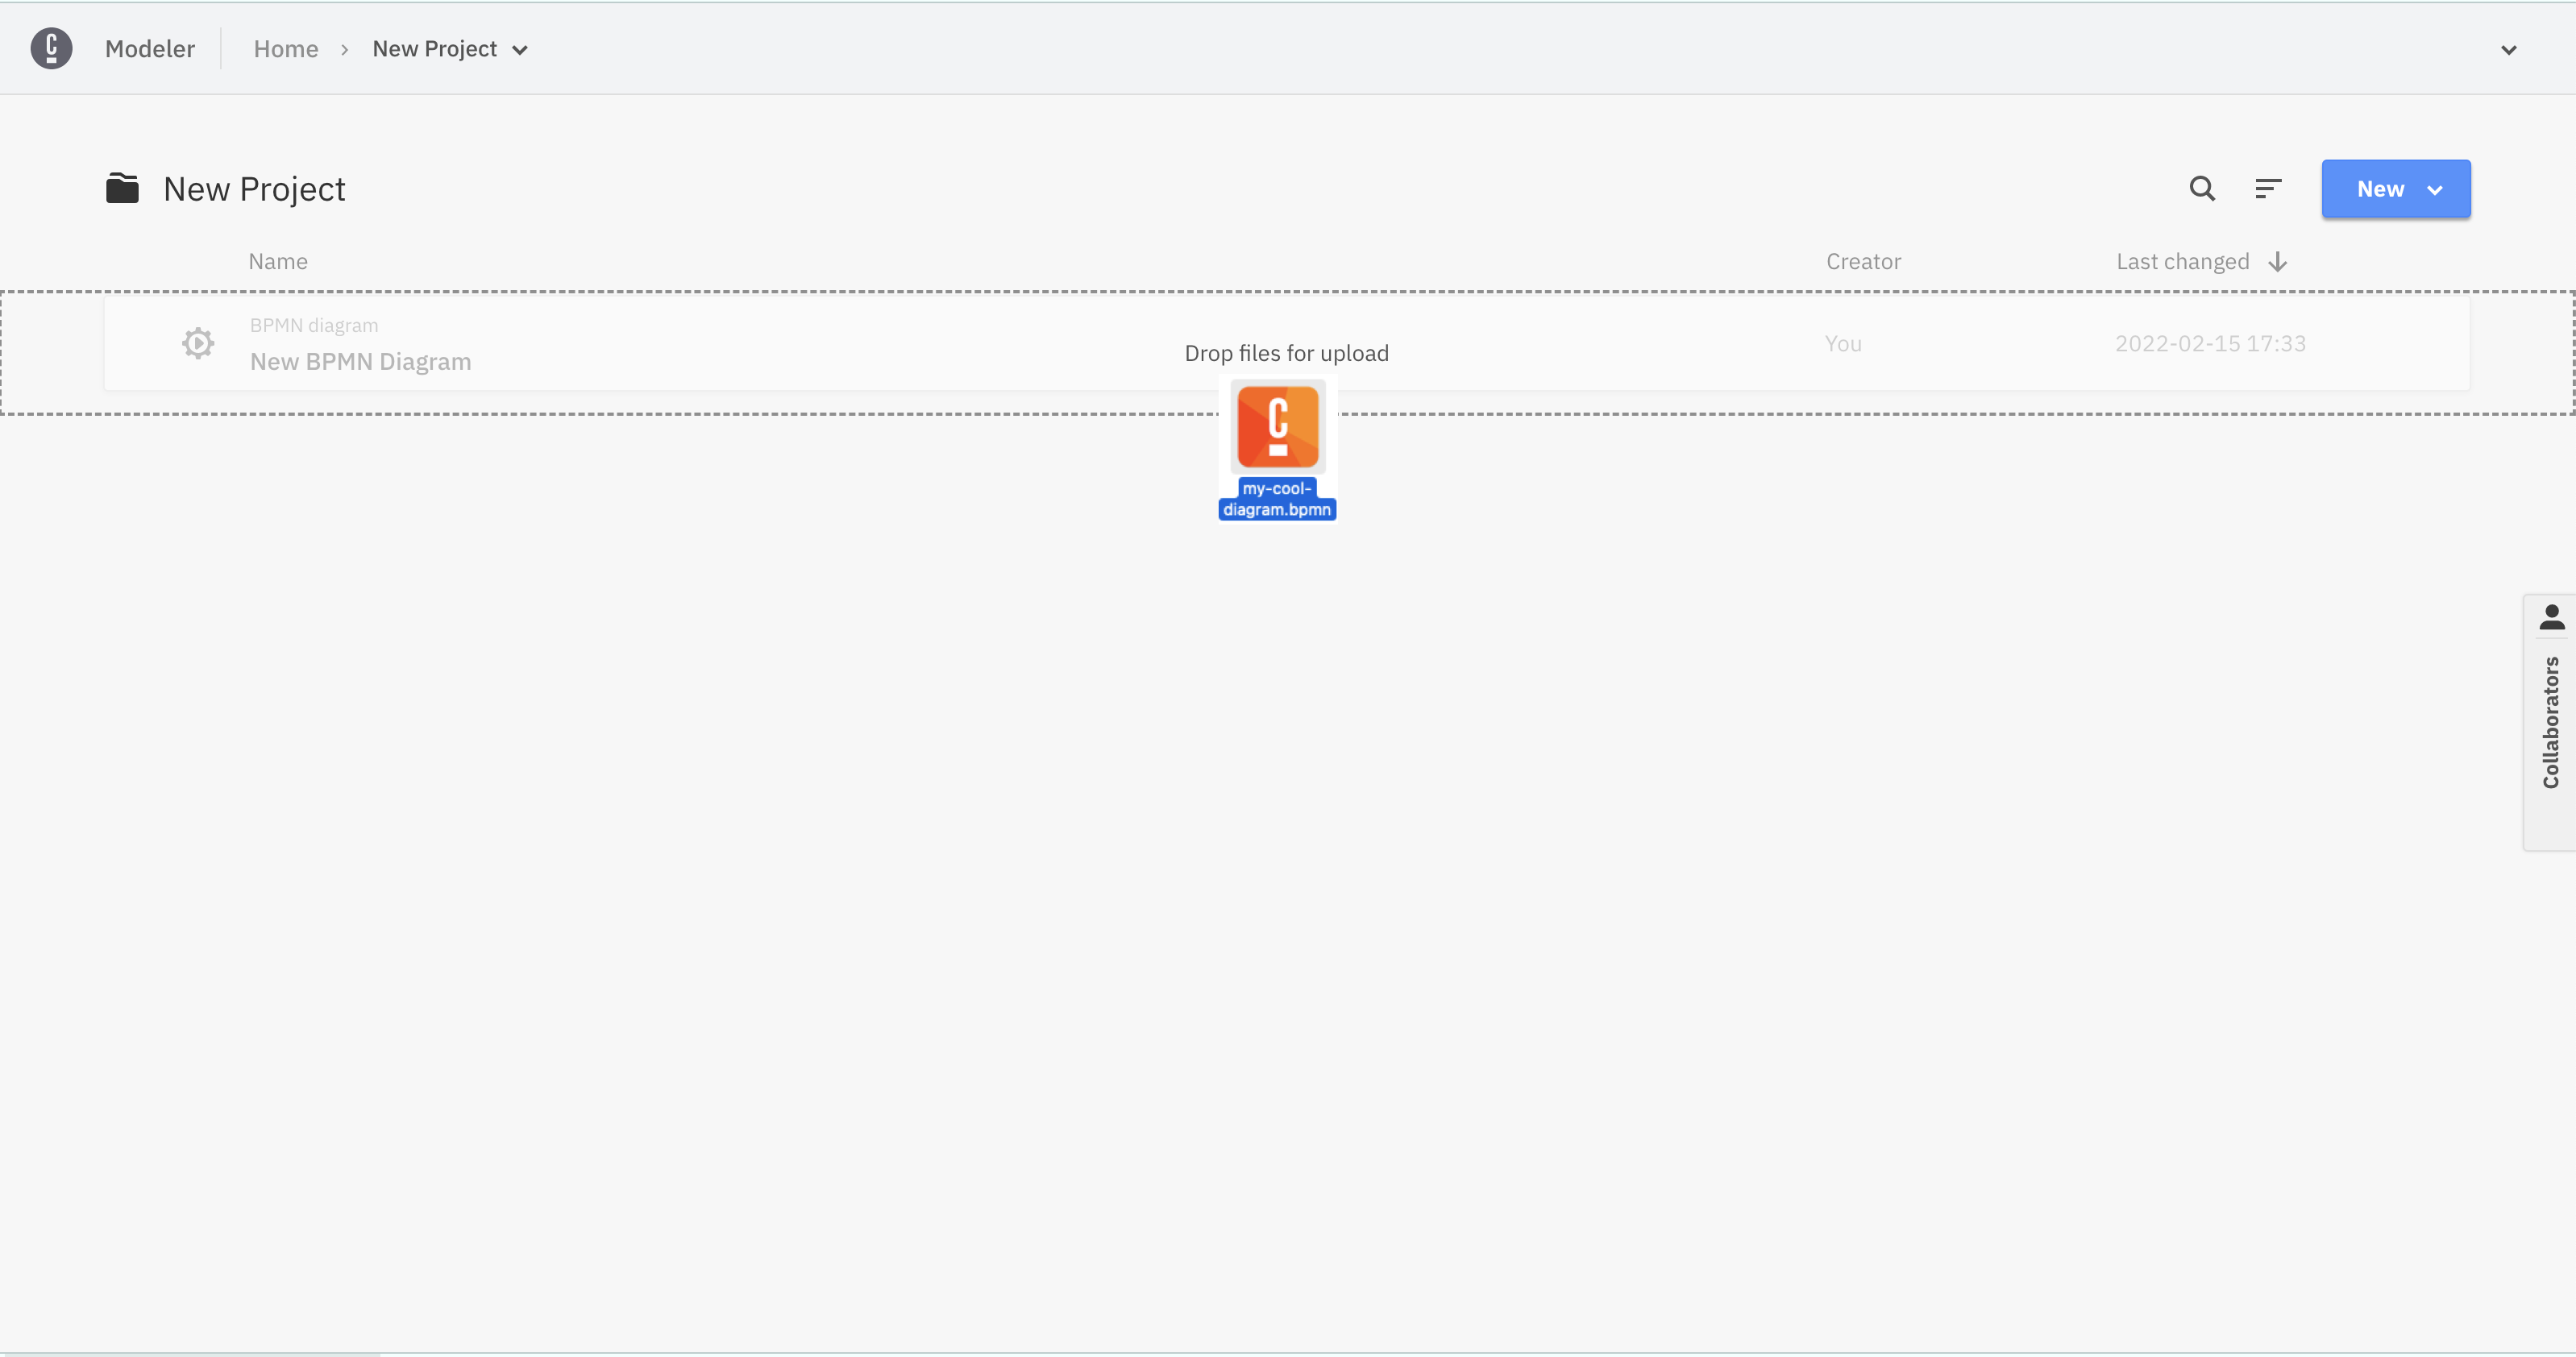 Modeler
Home > New Project
New Project
New
Name
Creator
Last changed
BPMN diagram
New BPMN Diagram
Drop files for upload
You
2022-02-15 17:33
my-cool-
diagram.bpmn
Collaborators